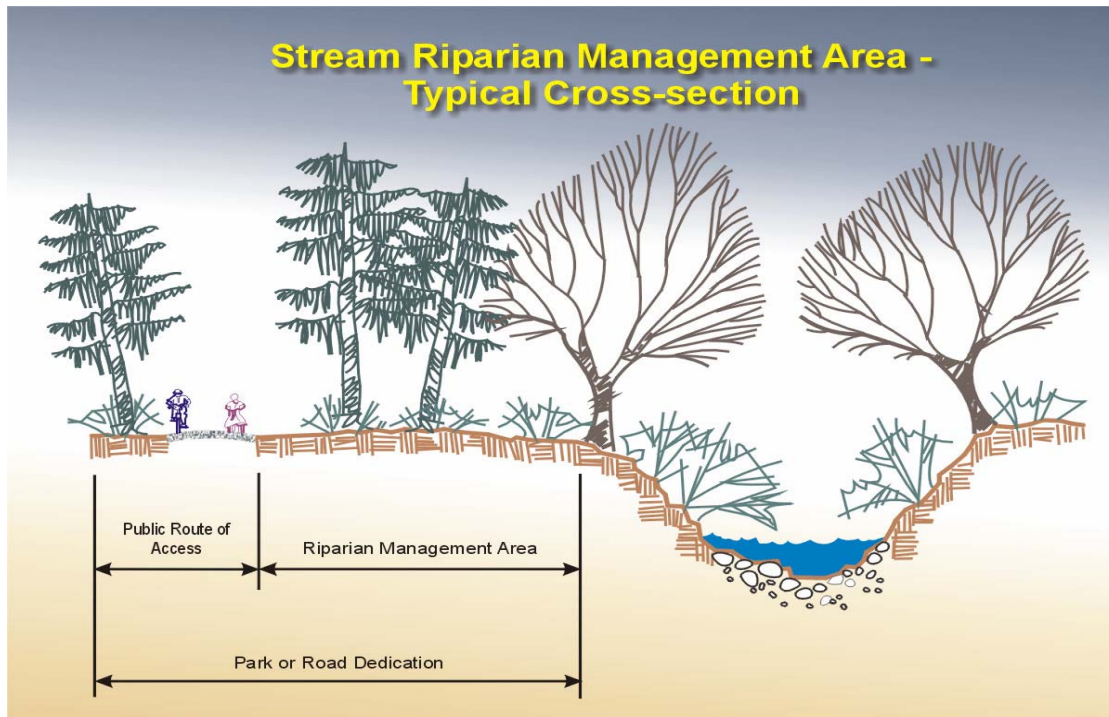 Stream Riparian Management Area -
Typical Cross-section
Public Route of
Access
Riparian Management Area
Park or Road Dedication